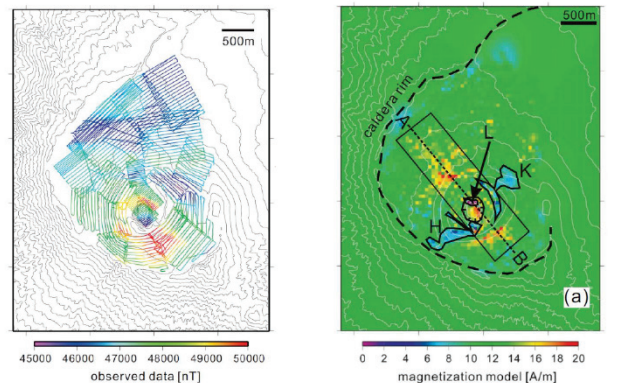 500m
45000 46000 47000 48000 49000 50000
observed data [nT]
500m
caldera rim
A
L
K
H
B
(a)
0 2 4 6 8 10 12 14 16 18 20
magnetization model [A/m]